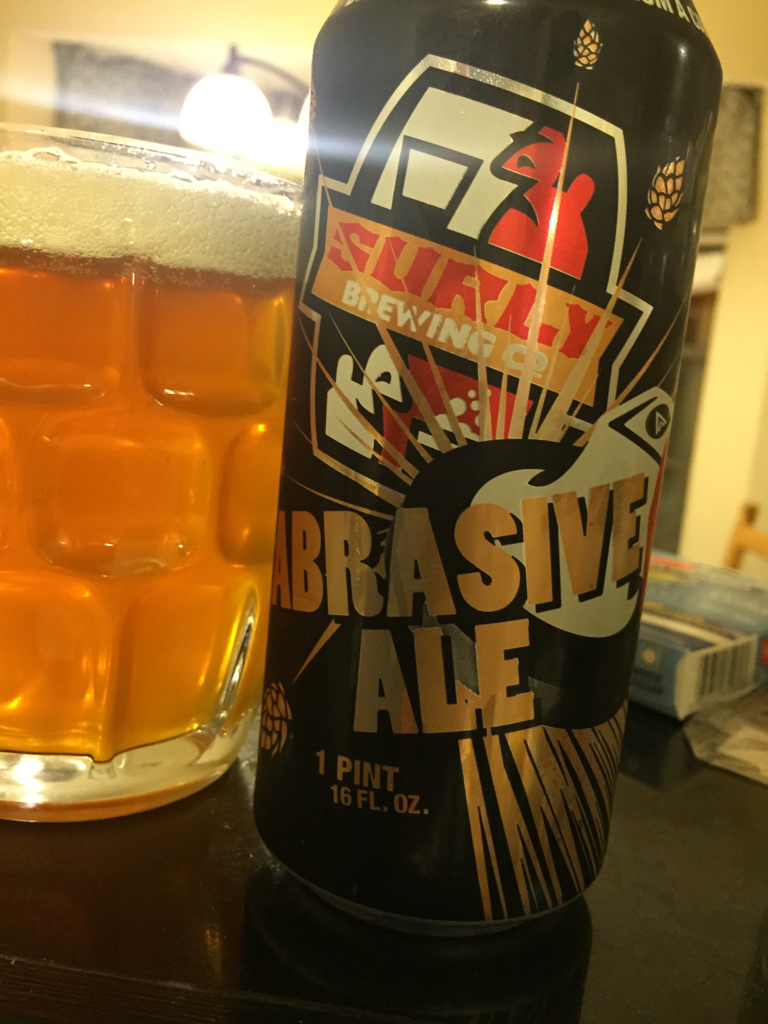 SURLY
BREWING CO
ABRASIVE
ALE
1 PINT
16 FL. OZ.